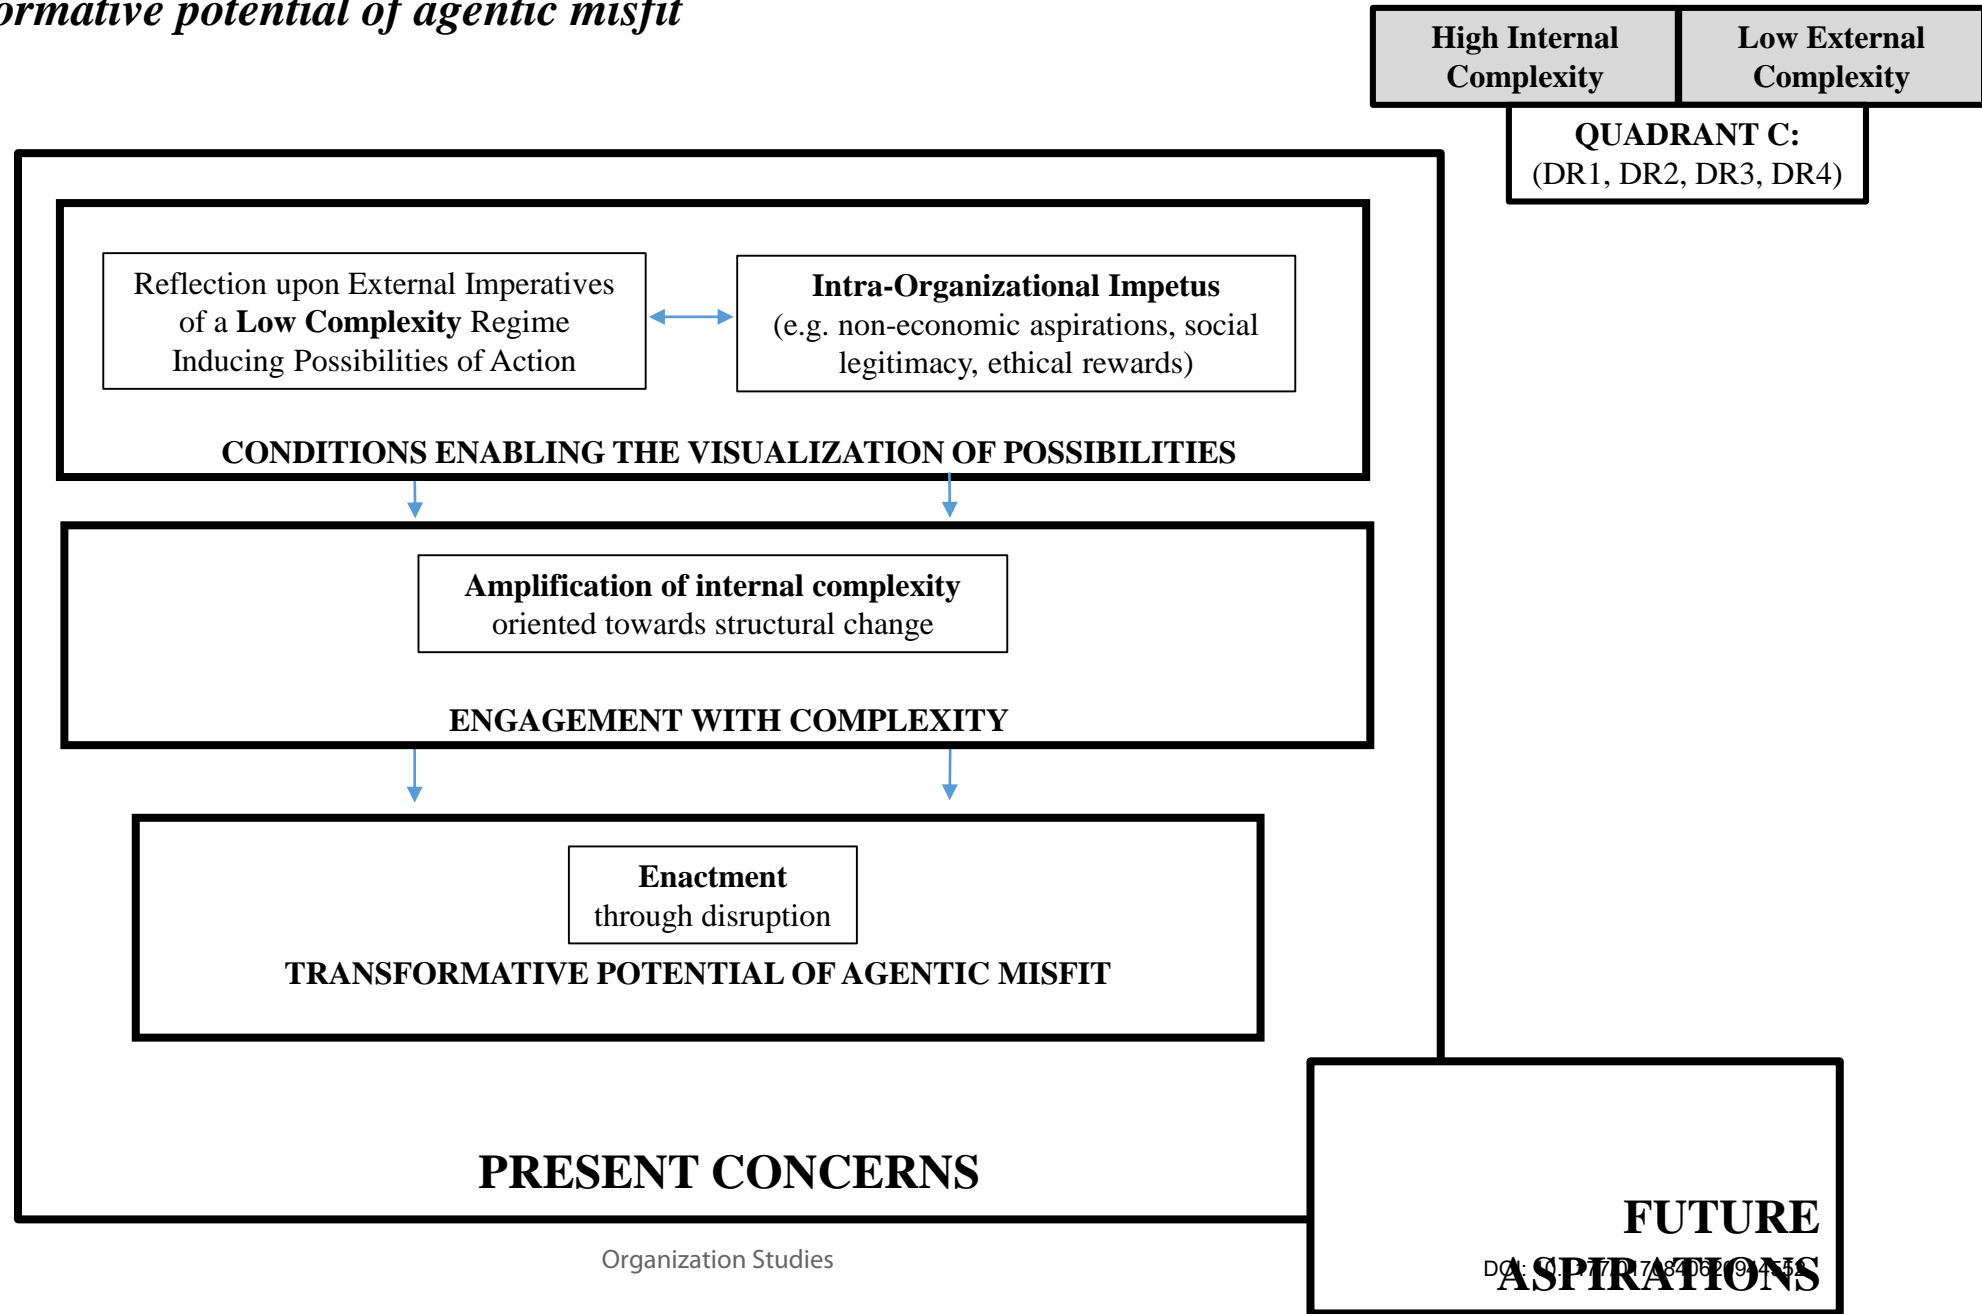 ormative potential of agentic misfit
High Internal
Complexity
Low External
Complexity
QUADRANT C:
(DR1, DR2, DR3, DR4)
Reflection upon External Imperatives
of a Low Complexity Regime
Inducing Possibilities of Action
Intra-Organizational Impetus
(e.g. non-economic aspirations, social
legitimacy, ethical rewards)
CONDITIONS ENABLING THE VISUALIZATION OF POSSIBILITIES
Amplification of internal complexity
oriented towards structural change
ENGAGEMENT WITH COMPLEXITY
Enactment
through disruption
TRANSFORMATIVE POTENTIAL OF AGENTIC MISFIT
PRESENT CONCERNS
FUTURE
ASPIRATIONS
Organization Studies
DOI: